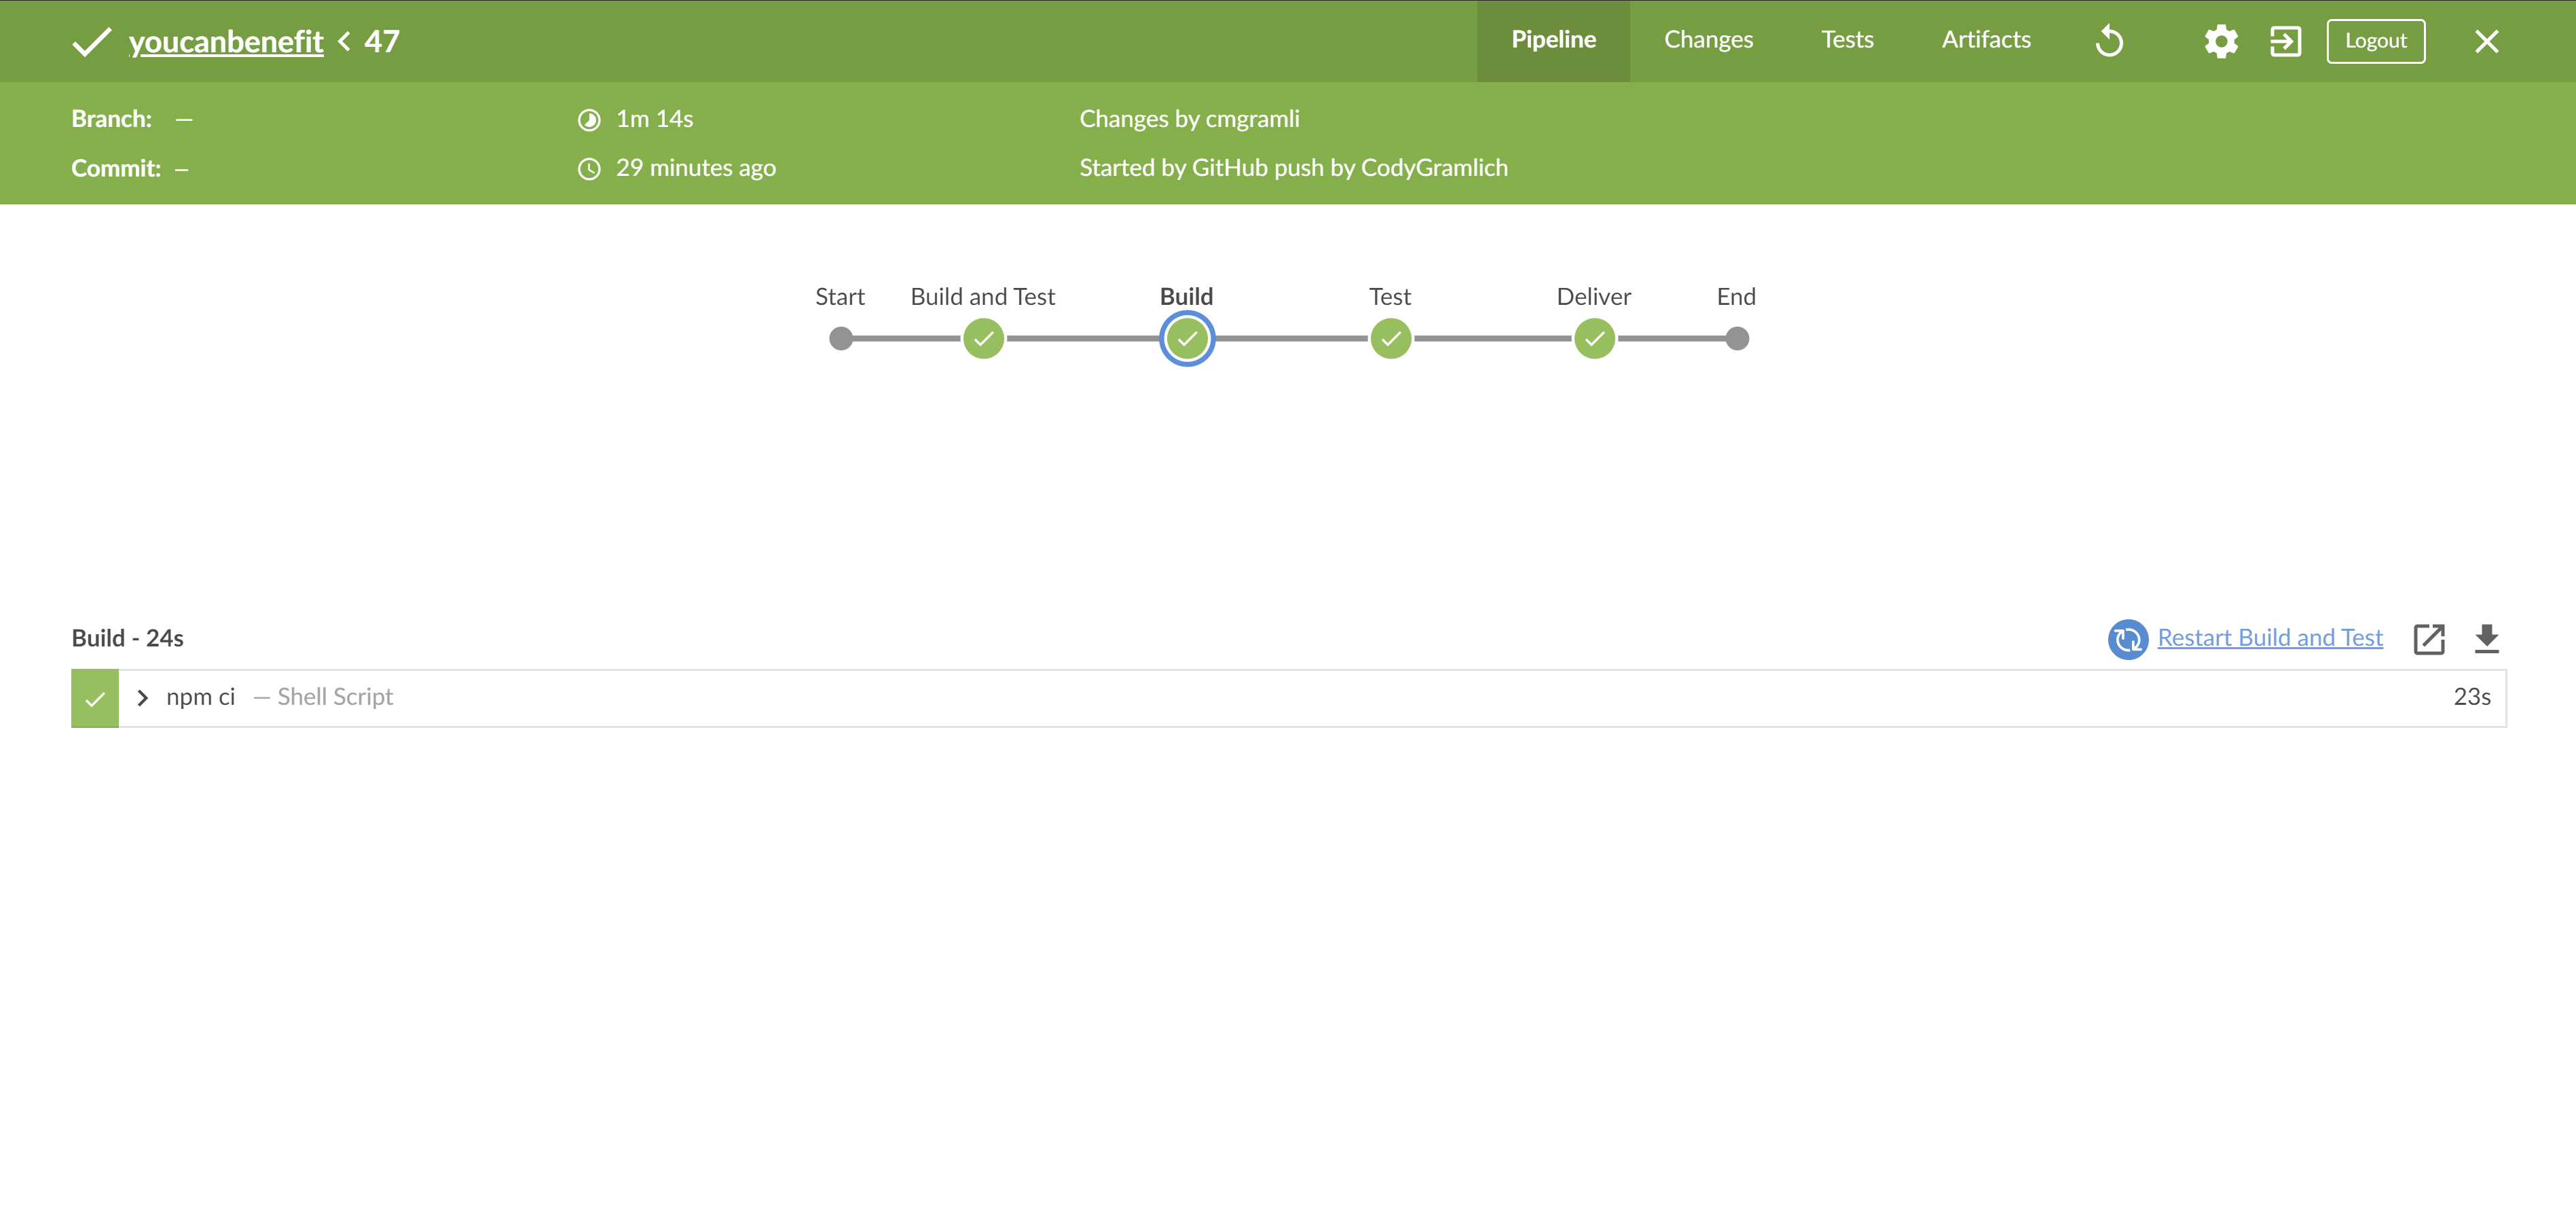 youcanbenefit < 47
Pipeline Changes Tests Artifacts Logout
Branch: — 1m 14s Changes by cmgramli
Commit: – 29 minutes ago Started by GitHub push by CodyGramlich
Start Build and Test Build Test Deliver End
Build - 24s Restart Build and Test
npm ci — Shell Script 23s